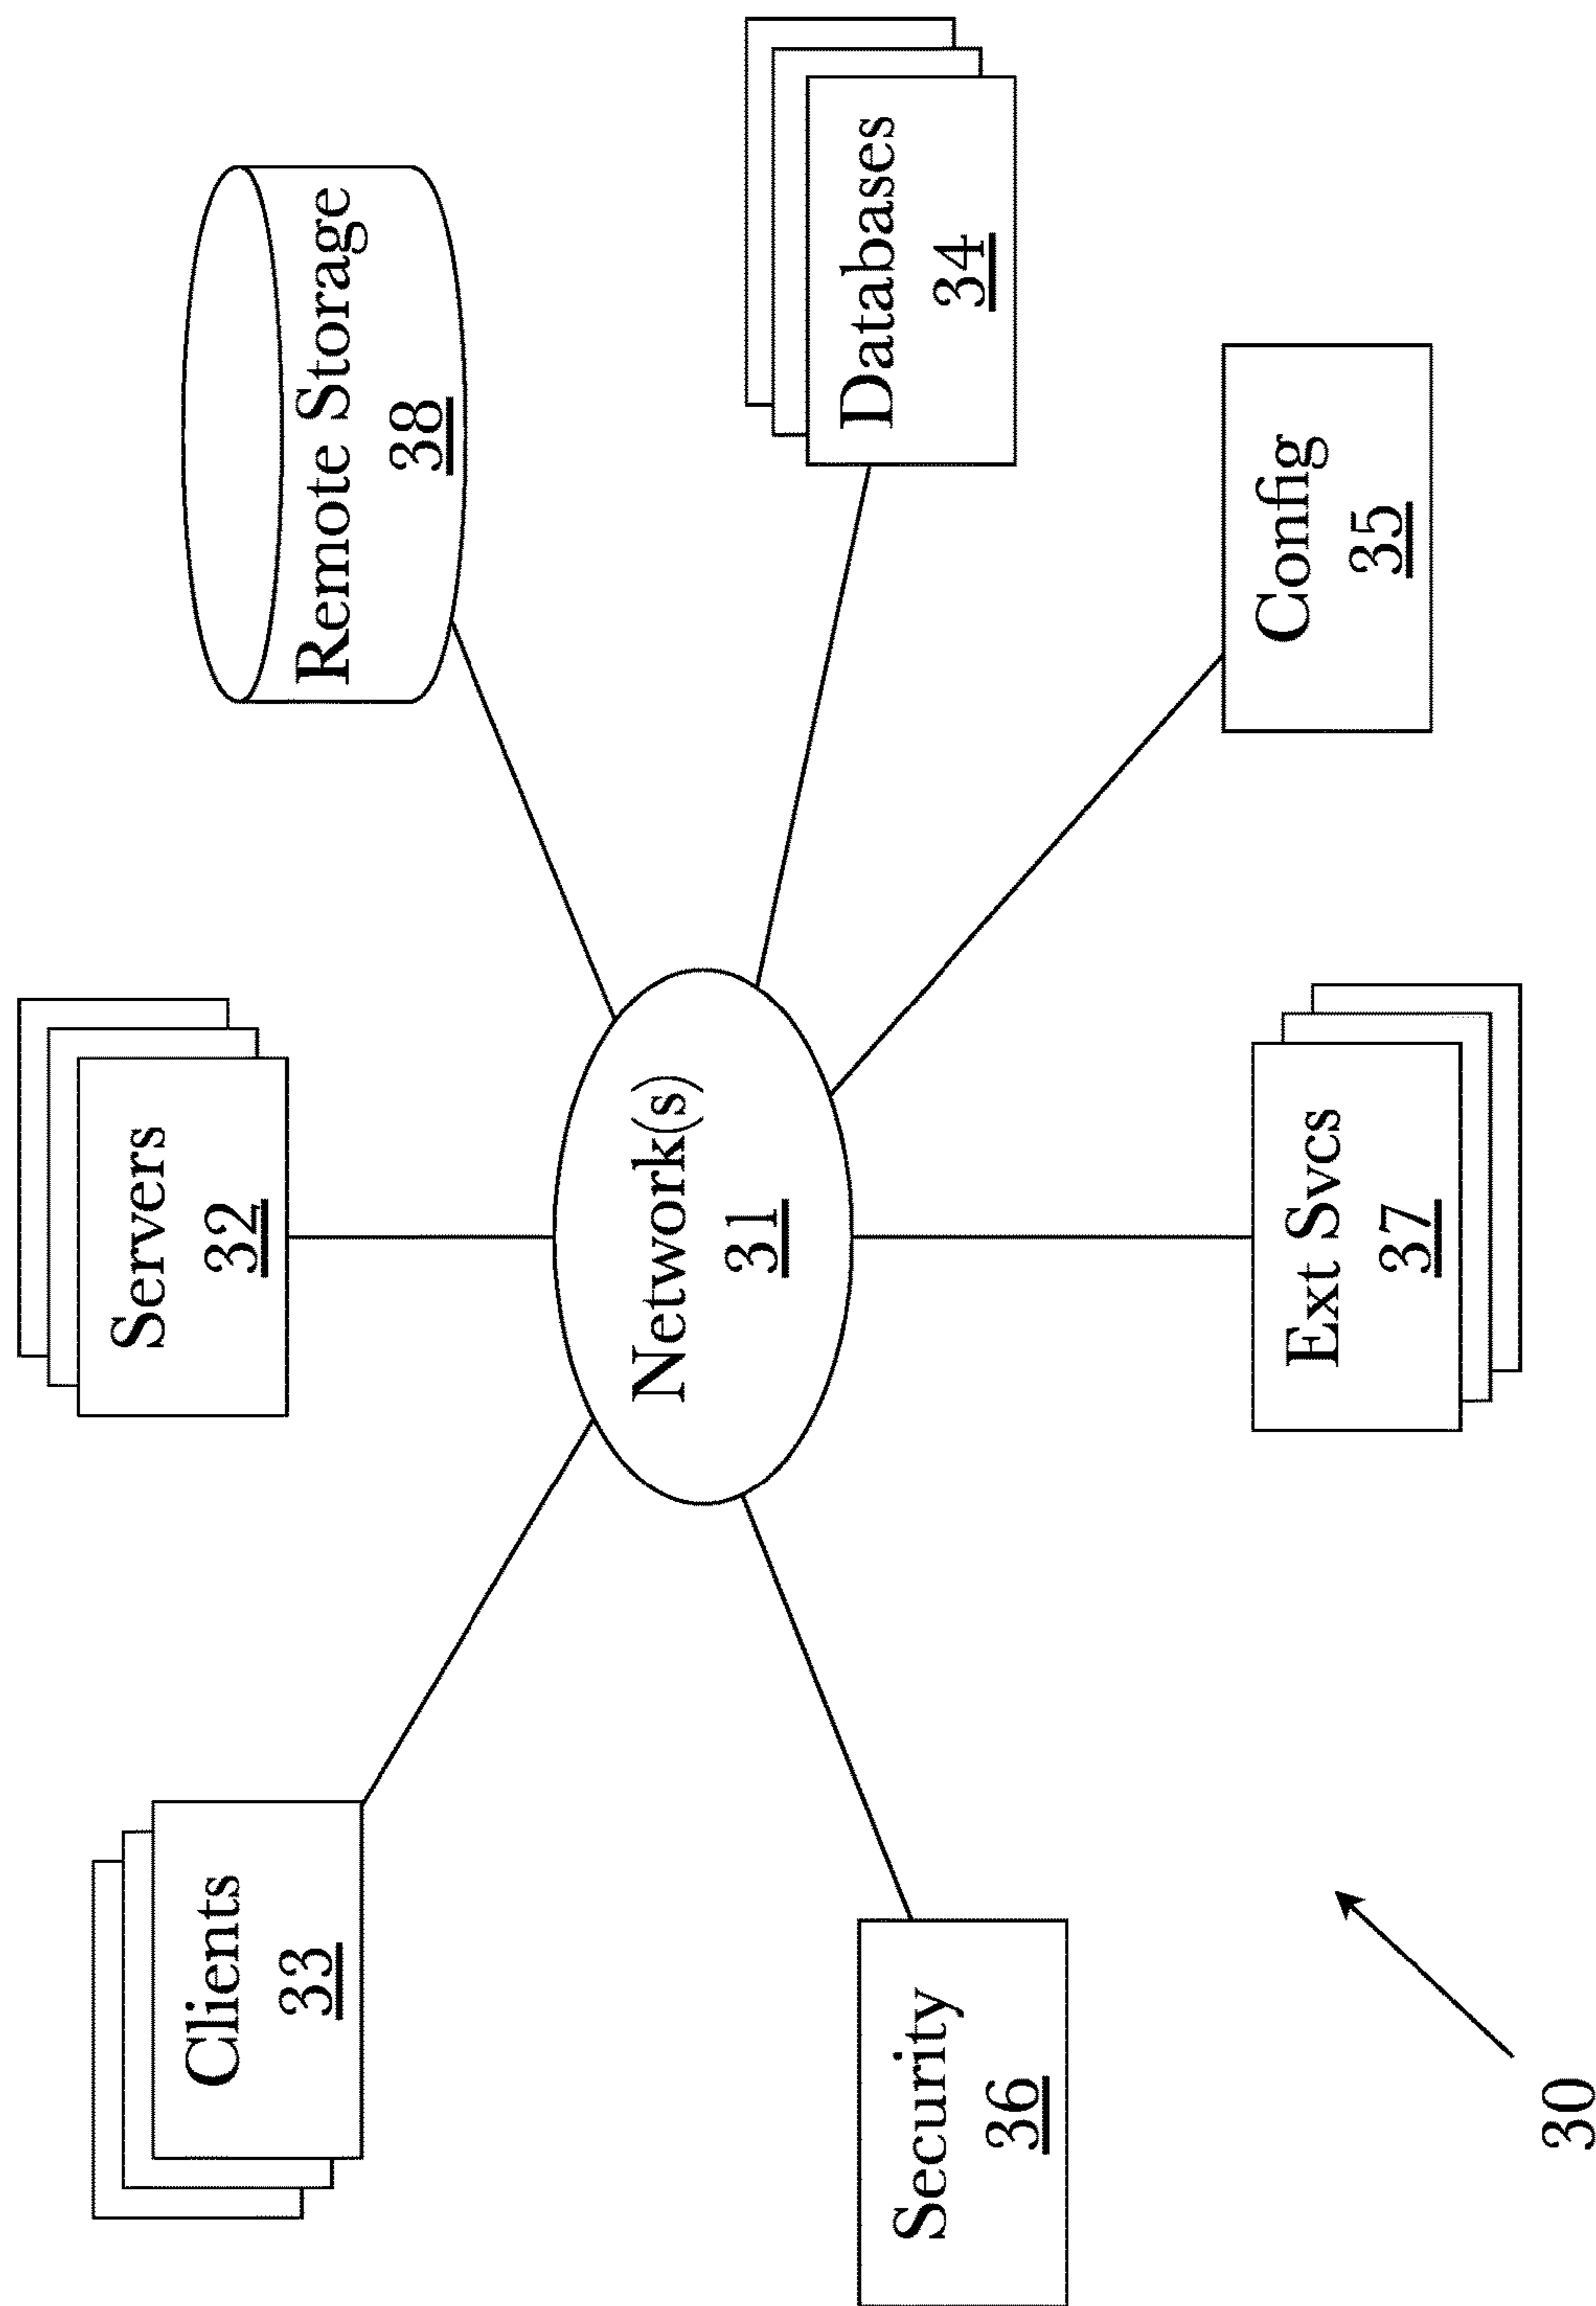 Servers
32
Clients
33
Remote Storage
38
Network(s)
31
Databases
34
Security
36
Ext Svcs
37
Config
35
30